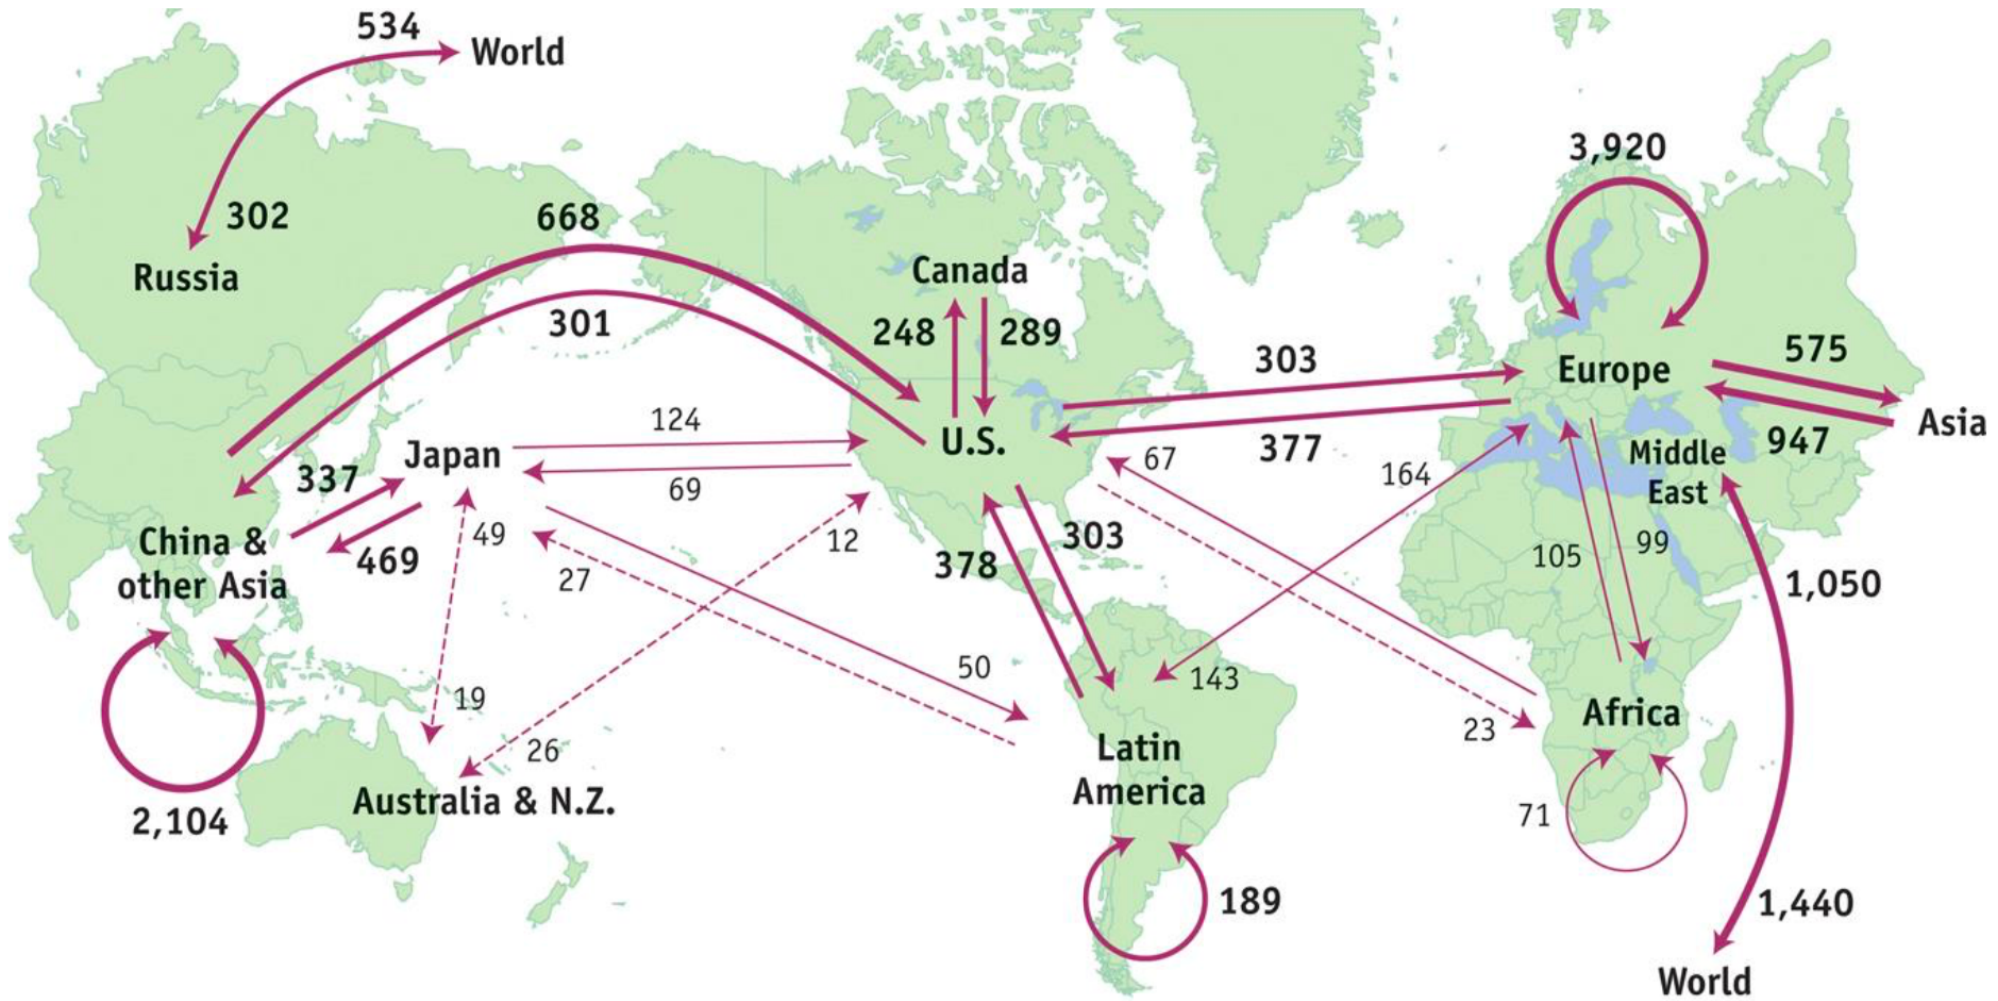 534
World
302
Russia
668
301
Canada
248
289
3,920
Europe
575
Asia
947
303
377
U.S.
124
Japan
69
337
469
China &
other Asia
49
27
12
19
26
2,104
Australia & N.Z.
378
303
50
Latin
America
189
143
164
67
23
Middle
East
105
99
Africa
71
1,050
1,440
World